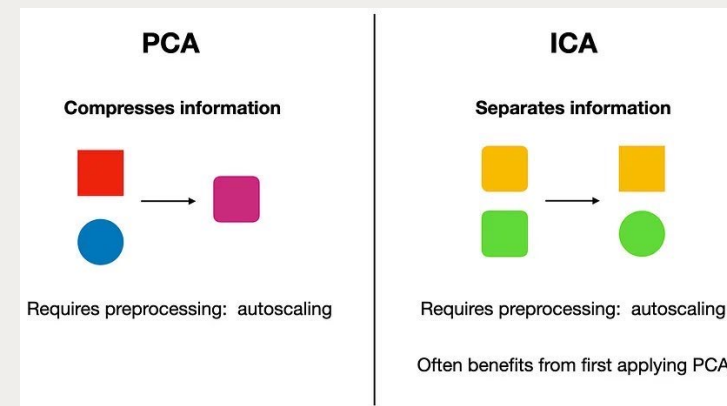 PCA
Compresses information
Requires preprocessing: autoscaling
ICA
Separates information
Requires preprocessing: autoscaling
Often benefits from first applying PCA